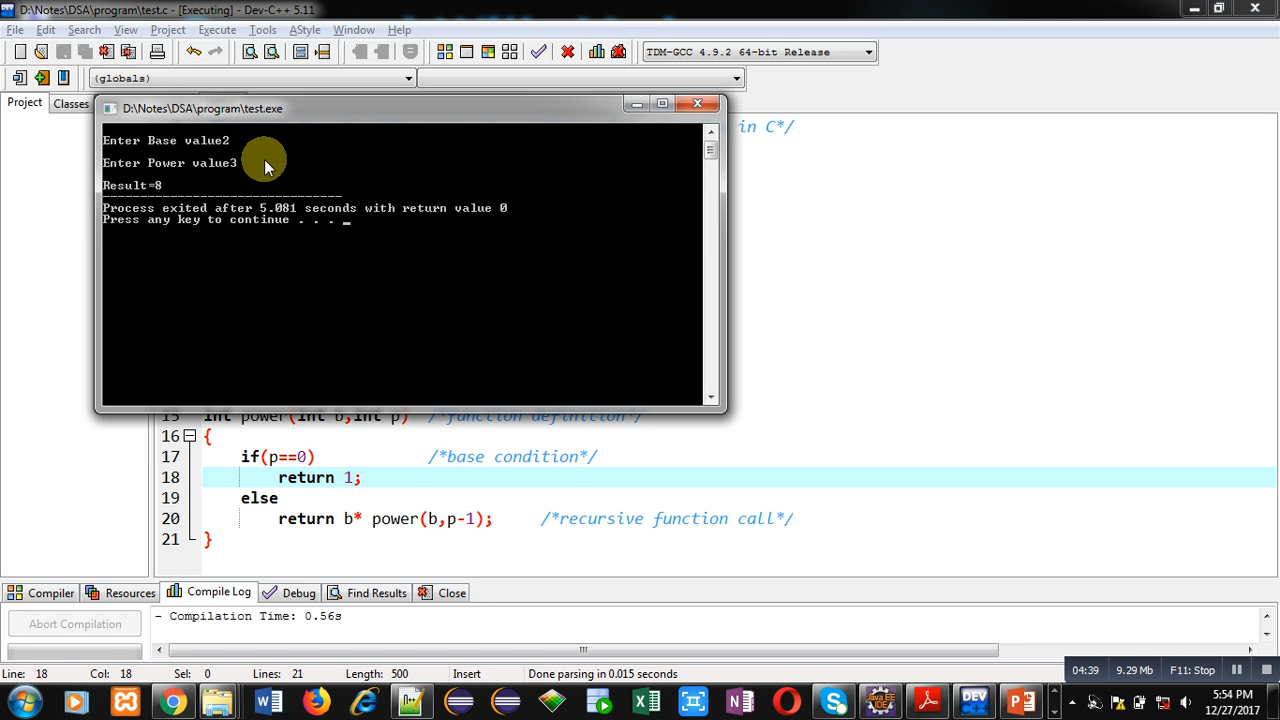 D:\Notes\DSA\program\test.c - [Executing] - Dev-C++ 5.11
File Edit Search View Project Execute Tools AStyle Window Help
TDM-GCC 4.9.2 64-bit Release
(globals)
Project Classes
D:\Notes\DSA\program\test.exe
in C*/
Enter Base value2
Enter Power value3
Result=8
--------------------------------
Process exited after 5.081 seconds with return value 0
Press any key to continue . . . _
15 int power(int b,int p) /*function definition*/
16 {
17 if(p==0) /*base condition*/
18 return 1;
19 else
20 return b* power(b,p-1); /*recursive function call*/
21 }
Compiler Resources Compile Log Debug Find Results Close
Abort Compilation
- Compilation Time: 0.56s
Line: 18 Col: 18 Sel: 0 Lines: 21 Length: 500 Insert Done parsing in 0.015 seconds
04:39 9.29 Mb F11: Stop
5:54 PM
12/27/2017